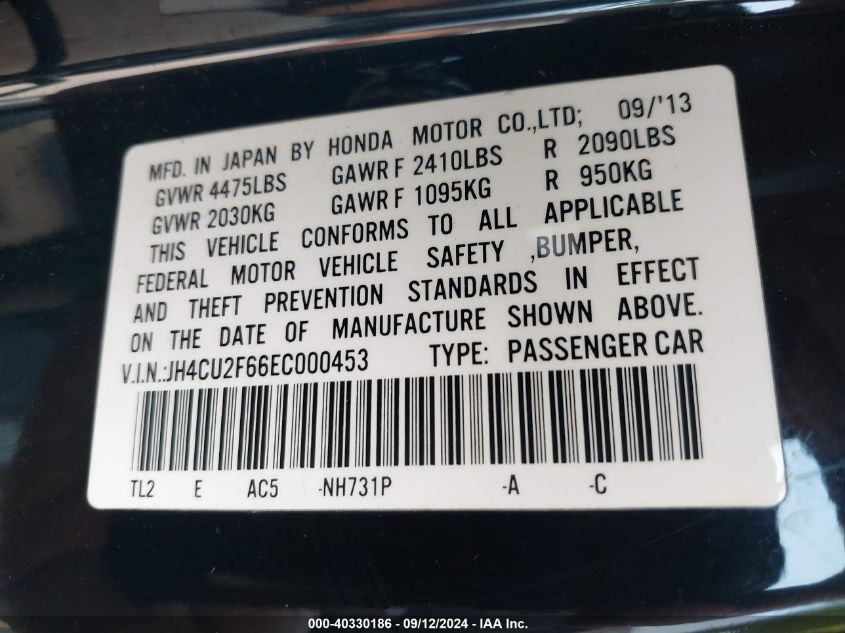 MFD. IN JAPAN BY HONDA MOTOR CO.,LTD; 09/'13
GVWR 4475LBS GAWR F 2410LBS R 2090LBS
GVWR 2030KG GAWR F 1095KG R 950KG
THIS VEHICLE CONFORMS TO ALL APPLICABLE
FEDERAL MOTOR VEHICLE SAFETY ,BUMPER,
AND THEFT PREVENTION STANDARDS IN EFFECT
ON THE DATE OF MANUFACTURE SHOWN ABOVE.
V.I.N.:JH4CU2F66EC000453 TYPE: PASSENGER CAR
TL2 E AC5 -NH731P -A -C
000-40330186 - 09/12/2024 - IAA Inc.